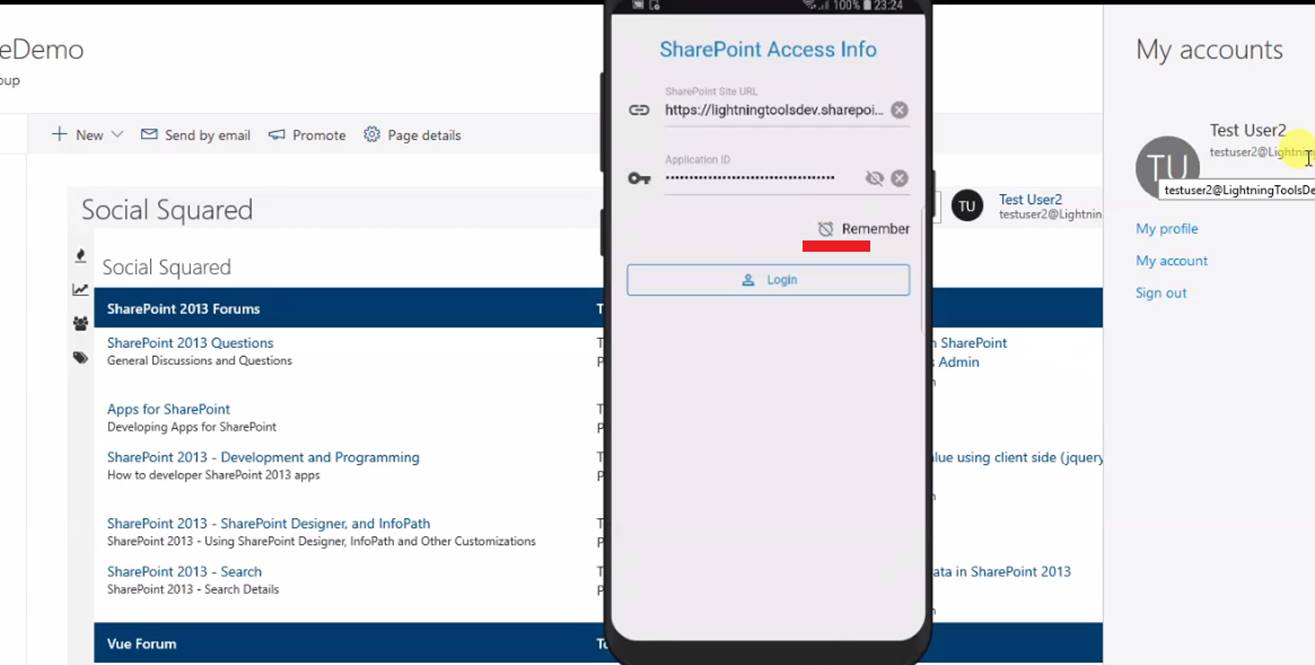 eDemo
oup
New
Send by email
Promote
Page details
Social Squared
Social Squared
SharePoint 2013 Forums
SharePoint 2013 Questions
General Discussions and Questions
Apps for SharePoint
Developing Apps for SharePoint
SharePoint 2013 - Development and Programming
How to developer SharePoint 2013 apps
SharePoint 2013 - SharePoint Designer, and InfoPath
SharePoint 2013 - Using SharePoint Designer, InfoPath and Other Customizations
SharePoint 2013 - Search
SharePoint 2013 - Search Details
Vue Forum
100% 23:24
SharePoint Access Info
SharePoint Site URL
https://lightningtoolsdev.sharepoi...
Application ID
Remember
Login
TU
Test User2
testuser2@Lightnin
SharePoint
Admin
lue using client side (jquery
ata in SharePoint 2013
My accounts
TU
Test User2
testuser2@Lightnin
testuser2@LightningToolsDe
My profile
My account
Sign out